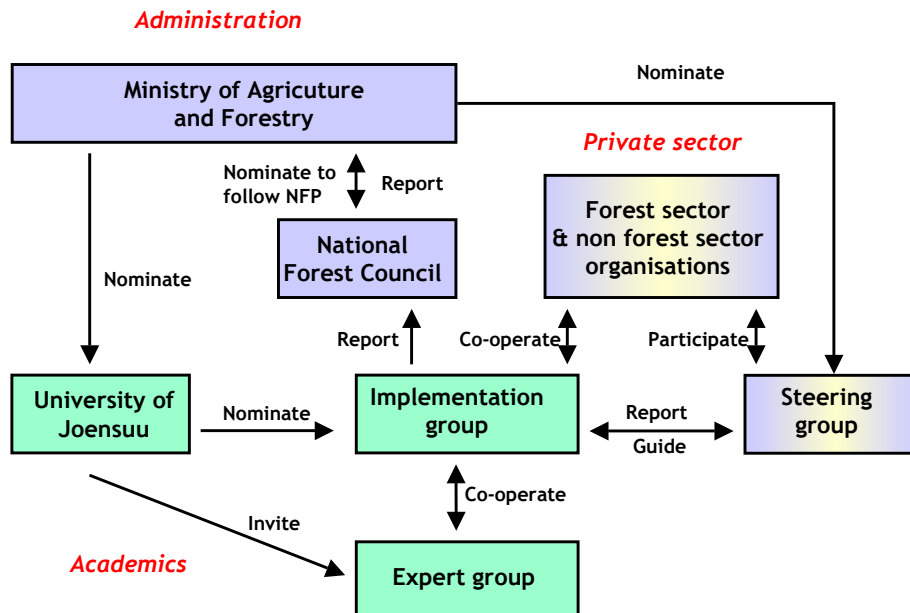 Administration
Nominate
Ministry of Agricuture
and Forestry
Private sector
Nominate to
follow NFP
Report
Forest sector
& non forest sector
organisations
National
Forest Council
Nominate
Report
Co-operate
Participate
University of
Joensuu
Nominate
Implementation
group
Report
Guide
Steering
group
Co-operate
Invite
Academics
Expert group